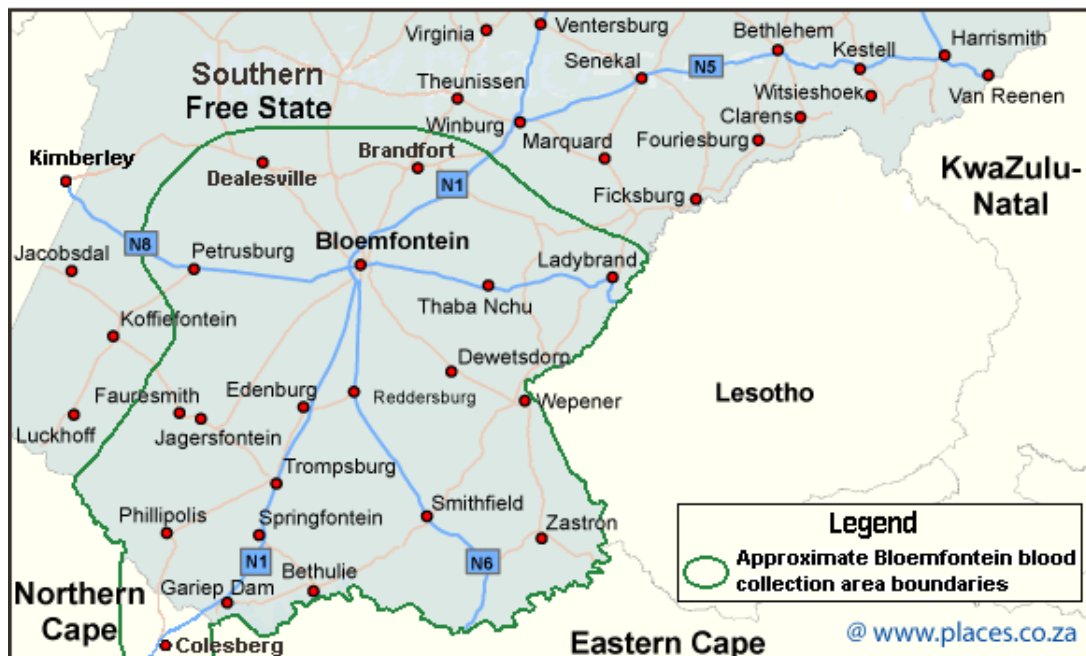 Virginia
Ventersburg
Bethlehem
Kestell
Harrismith
Southern
Free State
Theunissen
Senekal
N5
Witsieshoek
Van Reenen
Winburg
Marquard
Fouriesburg
Clarens
Kimberley
Dealesville
Brandfort
N1
Ficksburg
KwaZulu-
Natal
Jacobsdal
N8
Petrusburg
Bloemfontein
Ladybrand
Thaba Nchu
Koffiefontein
Dewetsdorp
Fauresmith
Edenburg
Reddersburg
Wepener
Lesotho
Luckhoff
Jagersfontein
Trompsburg
Phillipolis
Springfontein
Smithfield
Zastron
Legend
Approximate Bloemfontein blood
collection area boundaries
N1
N6
Northern
Cape
Gariep Dam
Bethulie
Colesberg
Eastern Cape
@ www.places.co.za